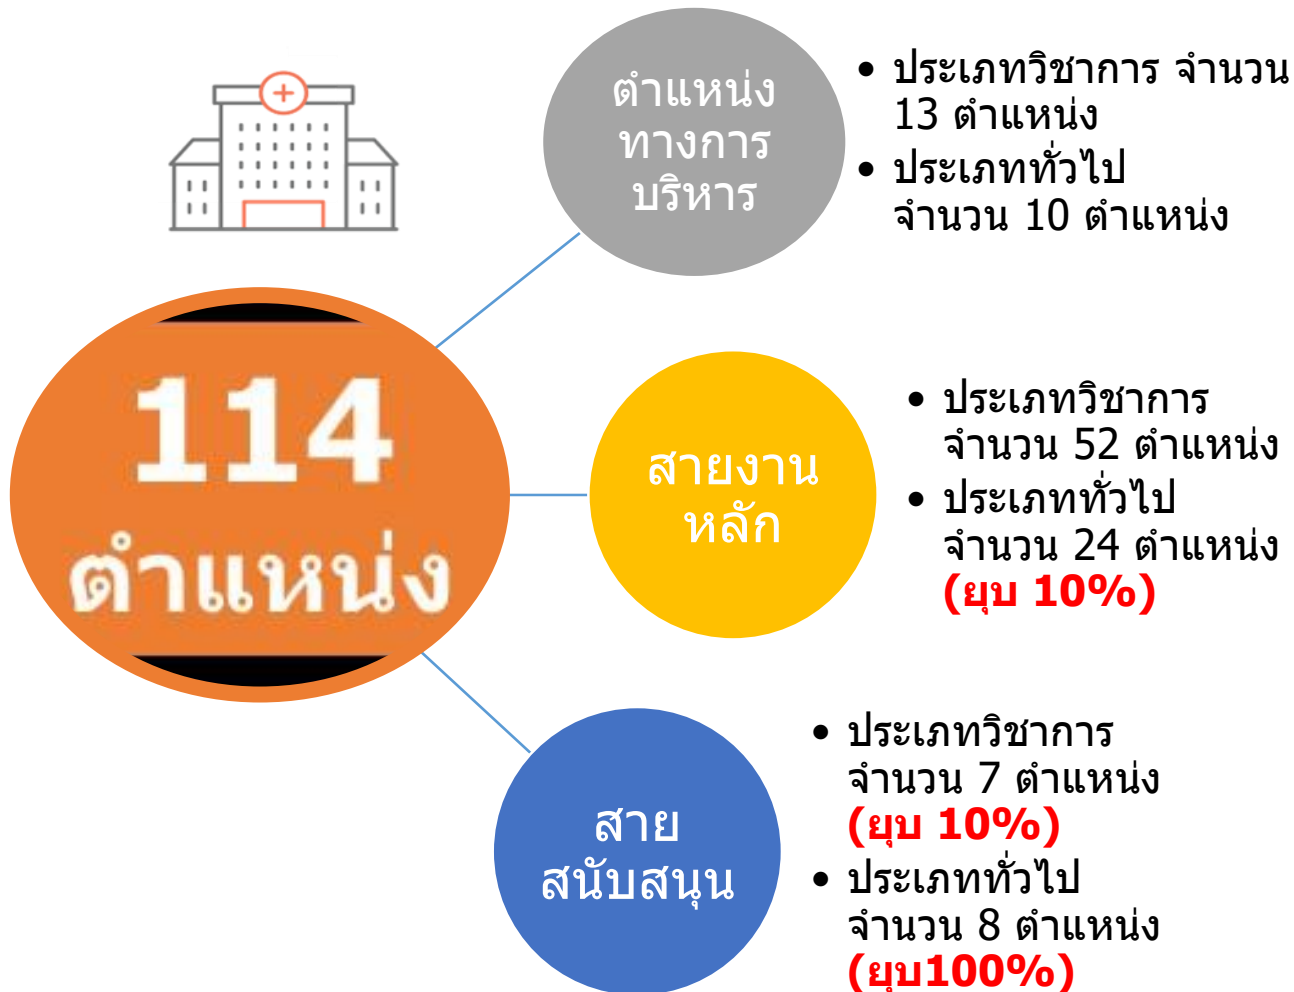 114
ตำแหน่ง
ตำแหน่ง
ทางการ
บริหาร
• ประเภทวิชาการ จำนวน
13 ตำแหน่ง
• ประเภททั่วไป
จำนวน 10 ตำแหน่ง
สายงาน
หลัก
• ประเภทวิชาการ
จำนวน 52 ตำแหน่ง
• ประเภททั่วไป
จำนวน 24 ตำแหน่ง
(ยุบ 10%)
สาย
สนับสนุน
• ประเภทวิชาการ
จำนวน 7 ตำแหน่ง
(ยุบ 10%)
• ประเภททั่วไป
จำนวน 8 ตำแหน่ง
(ยุบ100%)